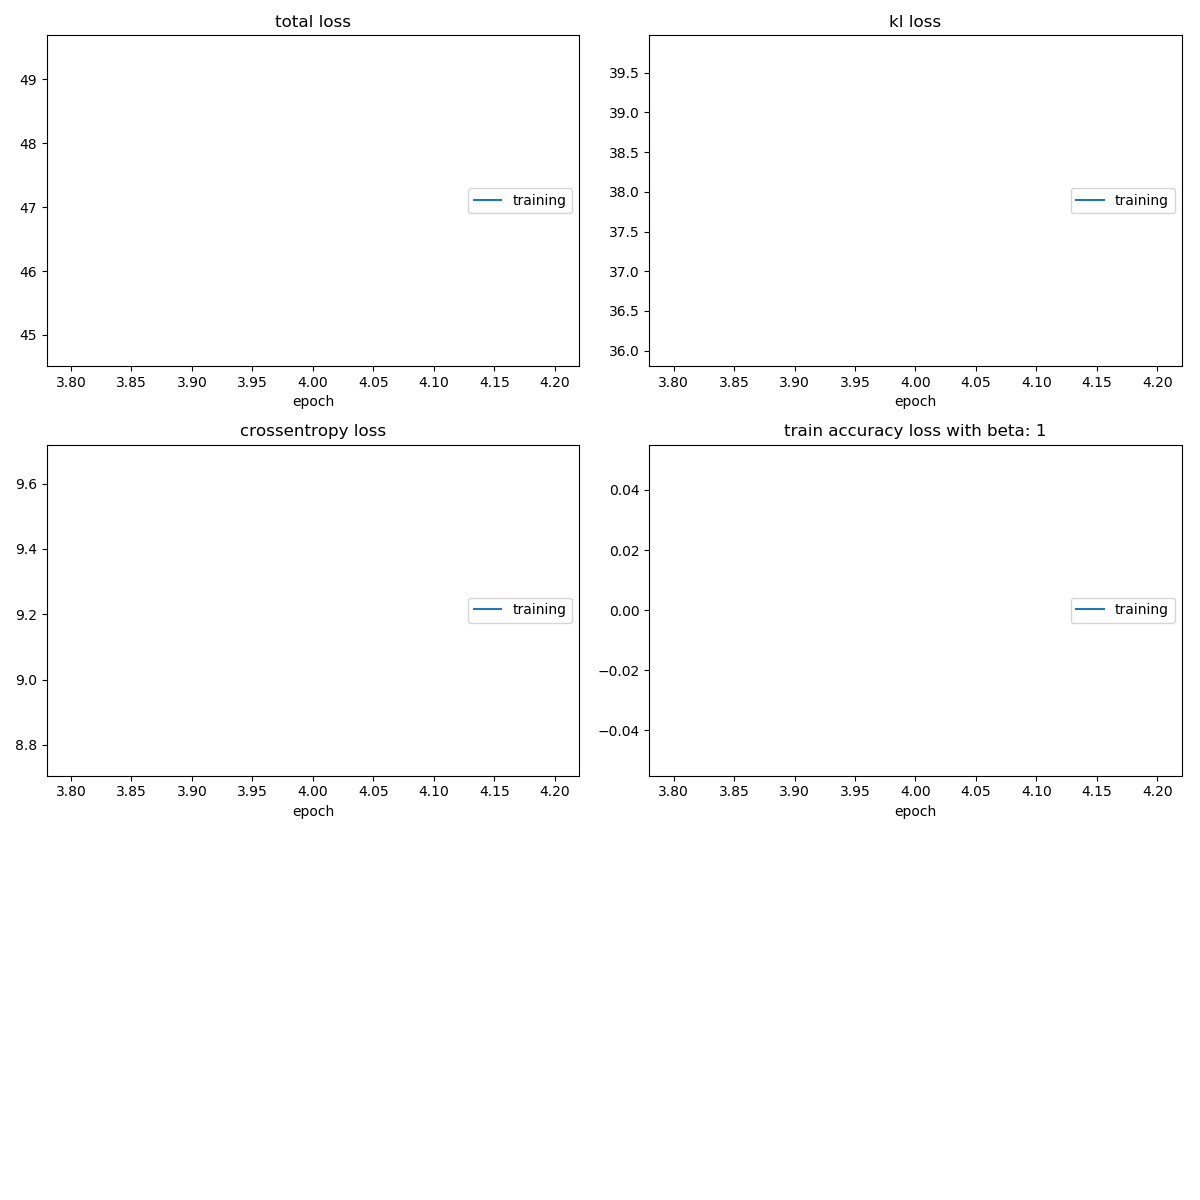 total loss
49
48
47
46
45
training
3.80 3.85 3.90 3.95 4.00 4.05 4.10 4.15 4.20
epoch
kl loss
39.5
39.0
38.5
38.0
37.5
37.0
36.5
36.0
training
3.80 3.85 3.90 3.95 4.00 4.05 4.10 4.15 4.20
epoch
crossentropy loss
9.6
9.4
9.2
9.0
8.8
training
3.80 3.85 3.90 3.95 4.00 4.05 4.10 4.15 4.20
epoch
train accuracy loss with beta: 1
0.04
0.02
0.00
−0.02
−0.04
training
3.80 3.85 3.90 3.95 4.00 4.05 4.10 4.15 4.20
epoch